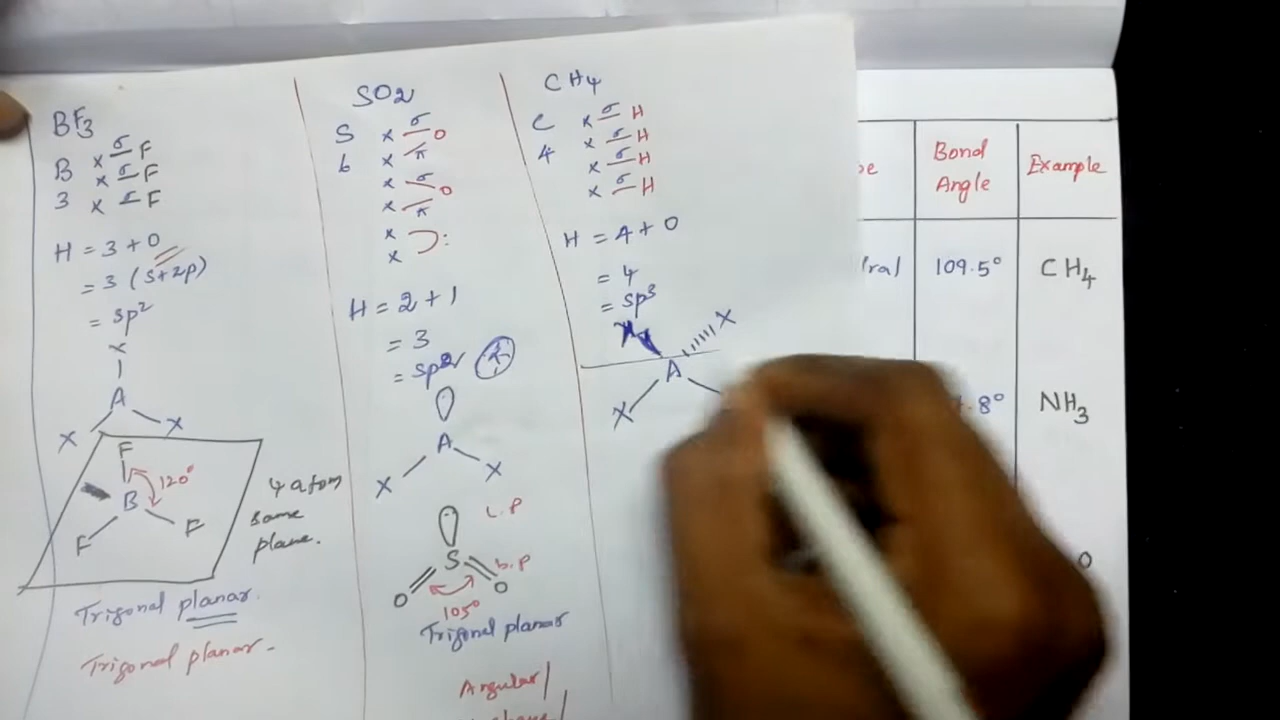 BF3
B × σ F
× σ F
3 × σ F
H = 3 + 0
= 3 (s+2p)
= sp²
X
A
X X
F
B 120°
F F
4 atom
same
plane.
Trigonal planar.
Trigonal planar.
SO2
S × σ O
6 × π
× σ O
× π
×
× :
H = 2 + 1
= 3
= sp²
A
X X
L.P
S b.p
O O
105°
Trigonal planar
Angular/
CH4
C × σ H
4 × σ H
× σ H
× σ H
H = 4 + 0
= 4
= sp³
X
A
X
Bond
Angle
Example
109.5°
CH4
8°
NH3